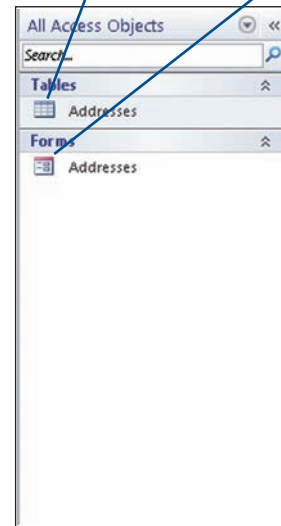 All Access Objects
Search...
Tables
Addresses
Forms
Addresses